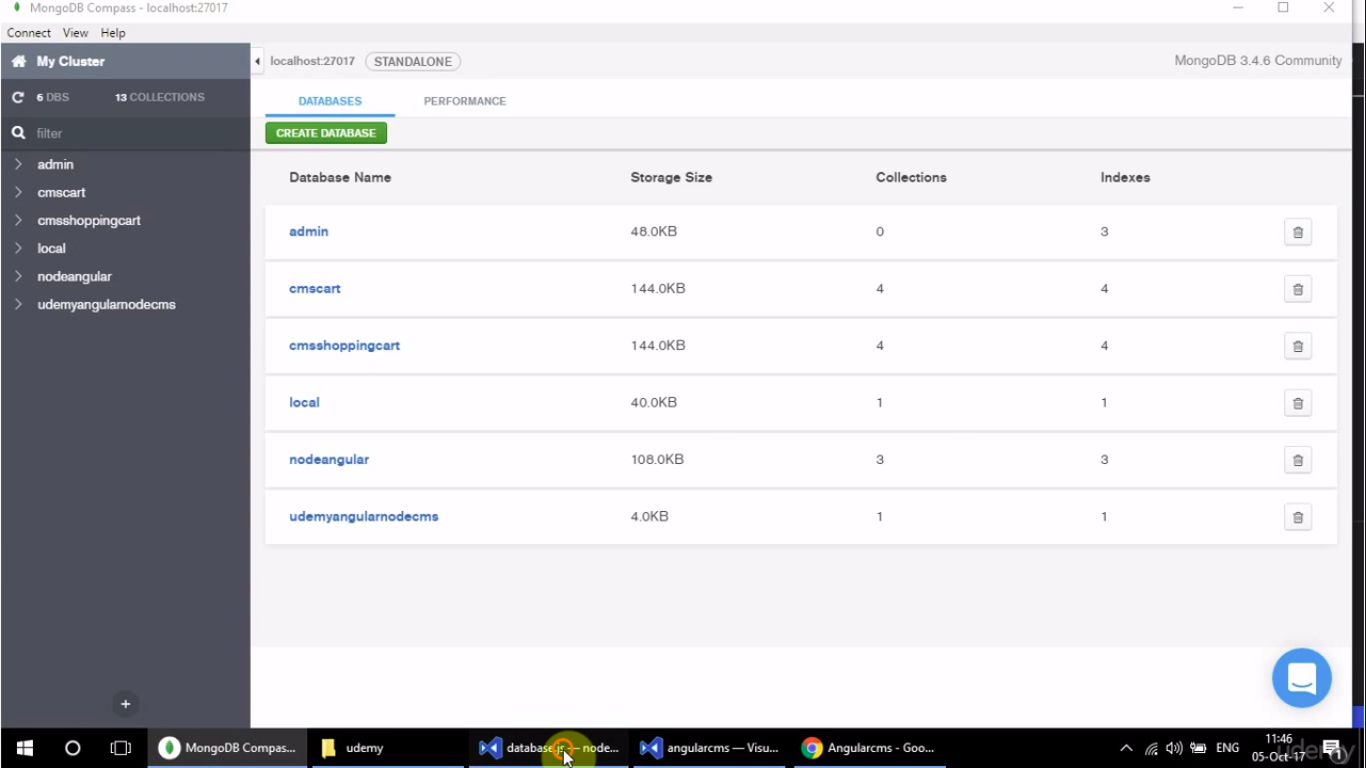 MongoDB Compass - localhost:27017
Connect View Help
My Cluster
localhost:27017 STANDALONE
MongoDB 3.4.6 Community
6 DBS 13 COLLECTIONS
DATABASES PERFORMANCE
filter
CREATE DATABASE
admin
cmscart
cmsshoppingcart
local
nodeangular
udemyangularnodecms
Database Name Storage Size Collections Indexes
admin 48.0KB 0 3
cmscart 144.0KB 4 4
cmsshoppingcart 144.0KB 4 4
local 40.0KB 1 1
nodeangular 108.0KB 3 3
udemyangularnodecms 4.0KB 1 1
MongoDB Compas...
udemy
database.js — node...
angularcms — Visu...
Angularcms - Goo...
ENG
11:46
05-Oct-17
1
udemy